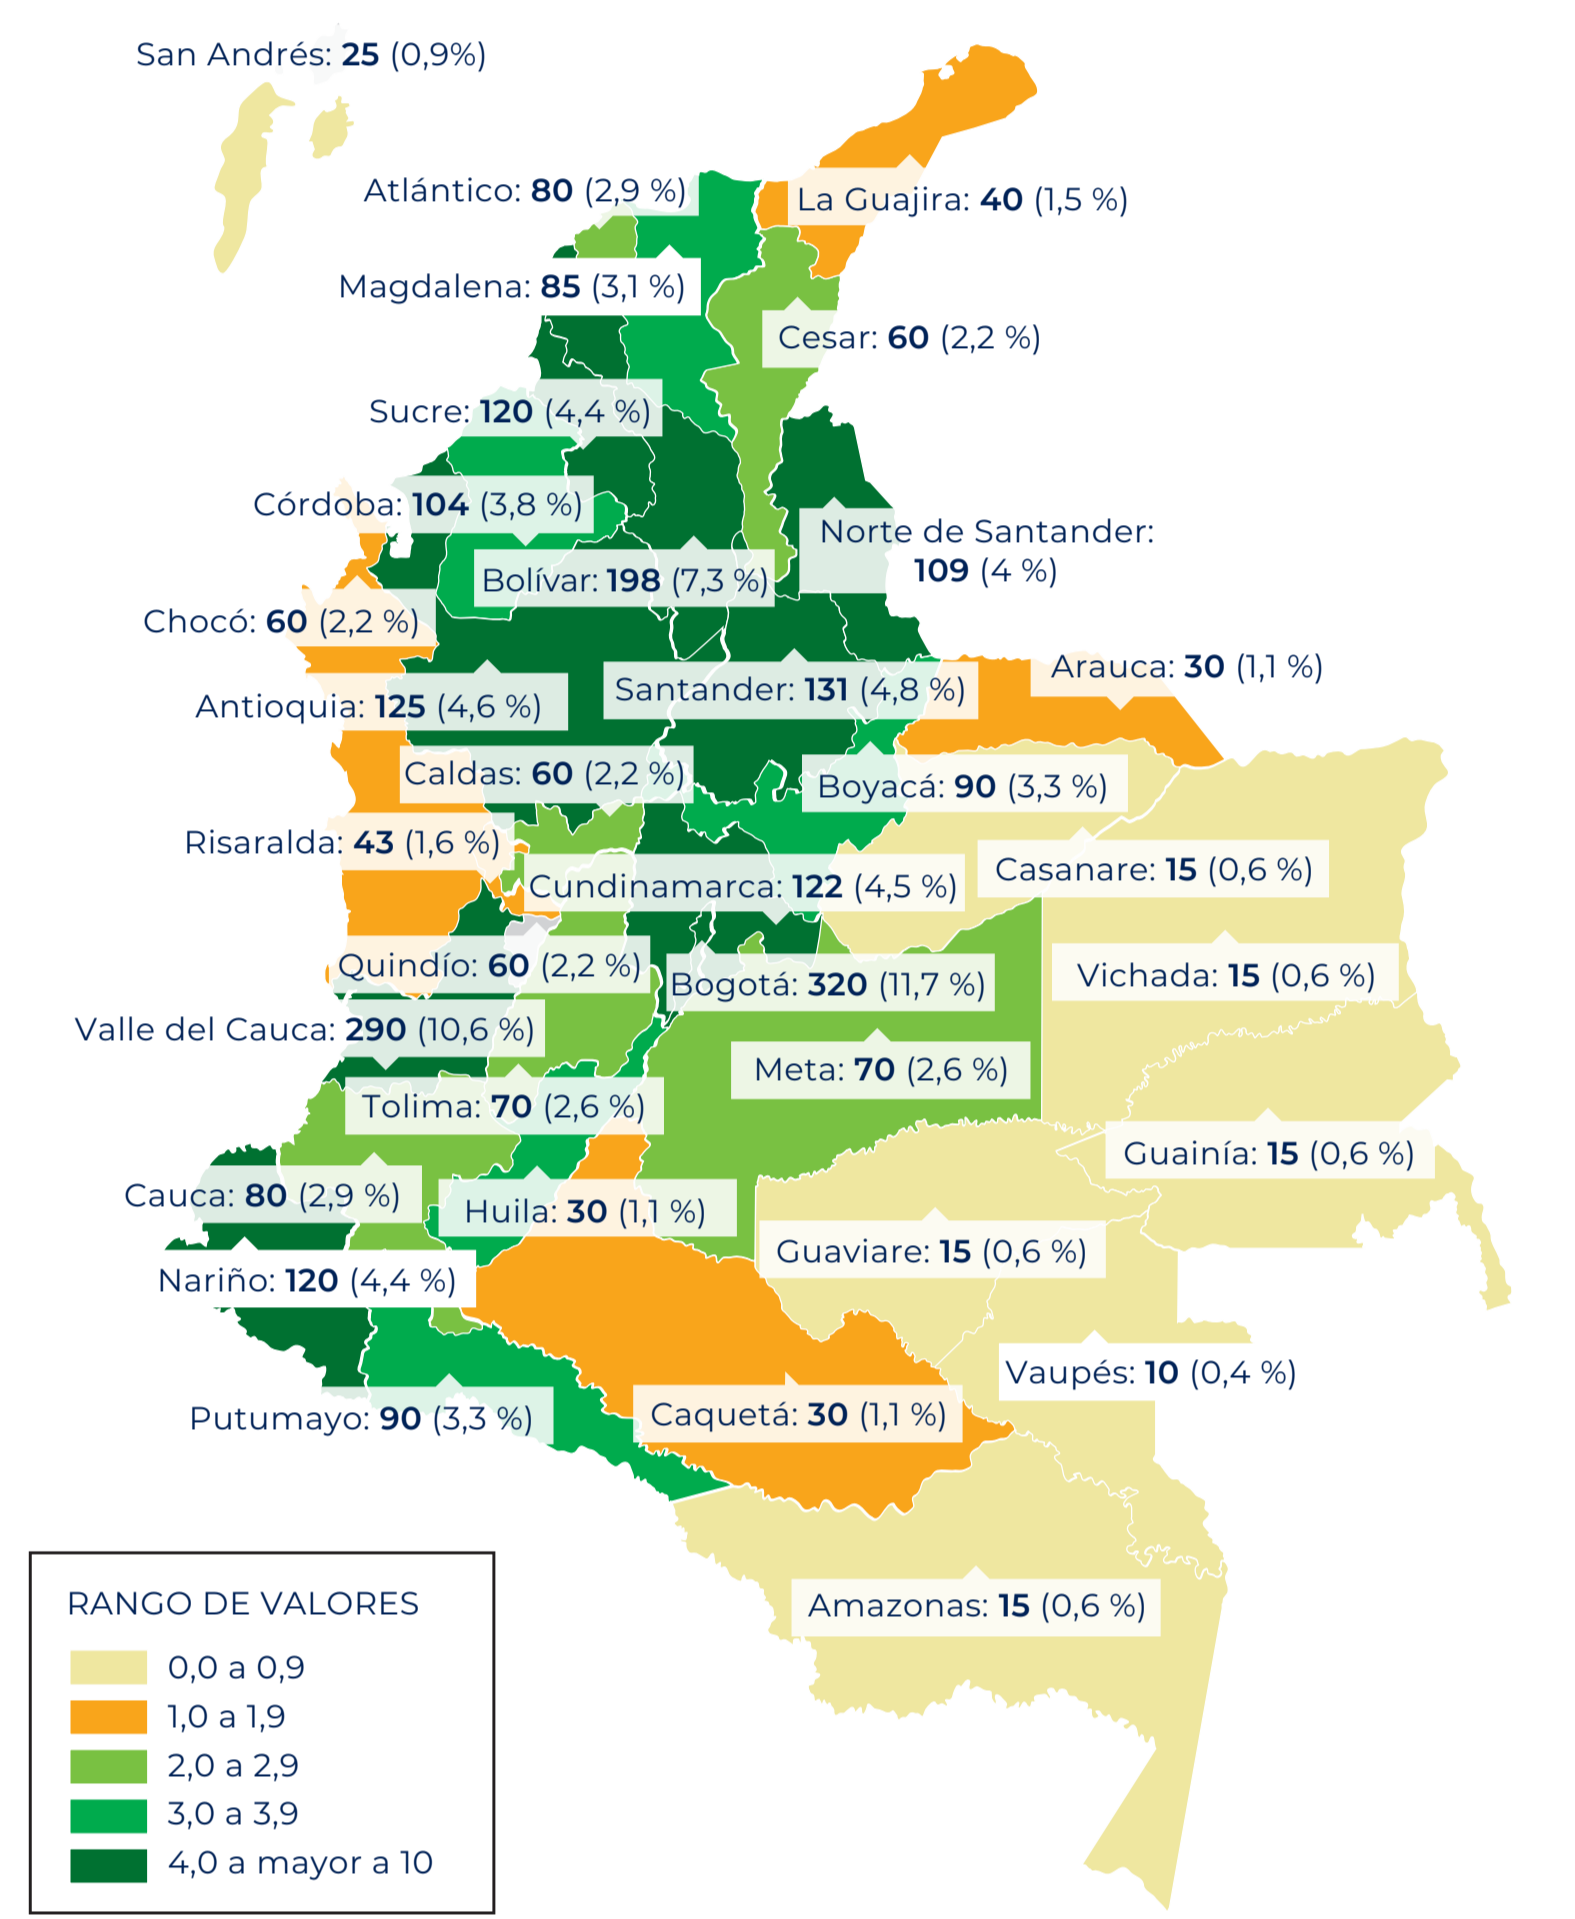 San Andrés: 25 (0,9%)
Atlántico: 80 (2,9 %)
La Guajira: 40 (1,5 %)
Magdalena: 85 (3,1 %)
Cesar: 60 (2,2 %)
Sucre: 120 (4,4 %)
Córdoba: 104 (3,8 %)
Norte de Santander:
109 (4 %)
Bolívar: 198 (7,3 %)
Chocó: 60 (2,2 %)
Arauca: 30 (1,1 %)
Santander: 131 (4,8 %)
Antioquia: 125 (4,6 %)
Caldas: 60 (2,2 %)
Boyacá: 90 (3,3 %)
Risaralda: 43 (1,6 %)
Casanare: 15 (0,6 %)
Cundinamarca: 122 (4,5 %)
Quindío: 60 (2,2 %)
Bogotá: 320 (11,7 %)
Vichada: 15 (0,6 %)
Valle del Cauca: 290 (10,6 %)
Meta: 70 (2,6 %)
Tolima: 70 (2,6 %)
Guainía: 15 (0,6 %)
Cauca: 80 (2,9 %)
Huila: 30 (1,1 %)
Guaviare: 15 (0,6 %)
Nariño: 120 (4,4 %)
Vaupés: 10 (0,4 %)
Putumayo: 90 (3,3 %)
Caquetá: 30 (1,1 %)
Amazonas: 15 (0,6 %)
RANGO DE VALORES
0,0 a 0,9
1,0 a 1,9
2,0 a 2,9
3,0 a 3,9
4,0 a mayor a 10